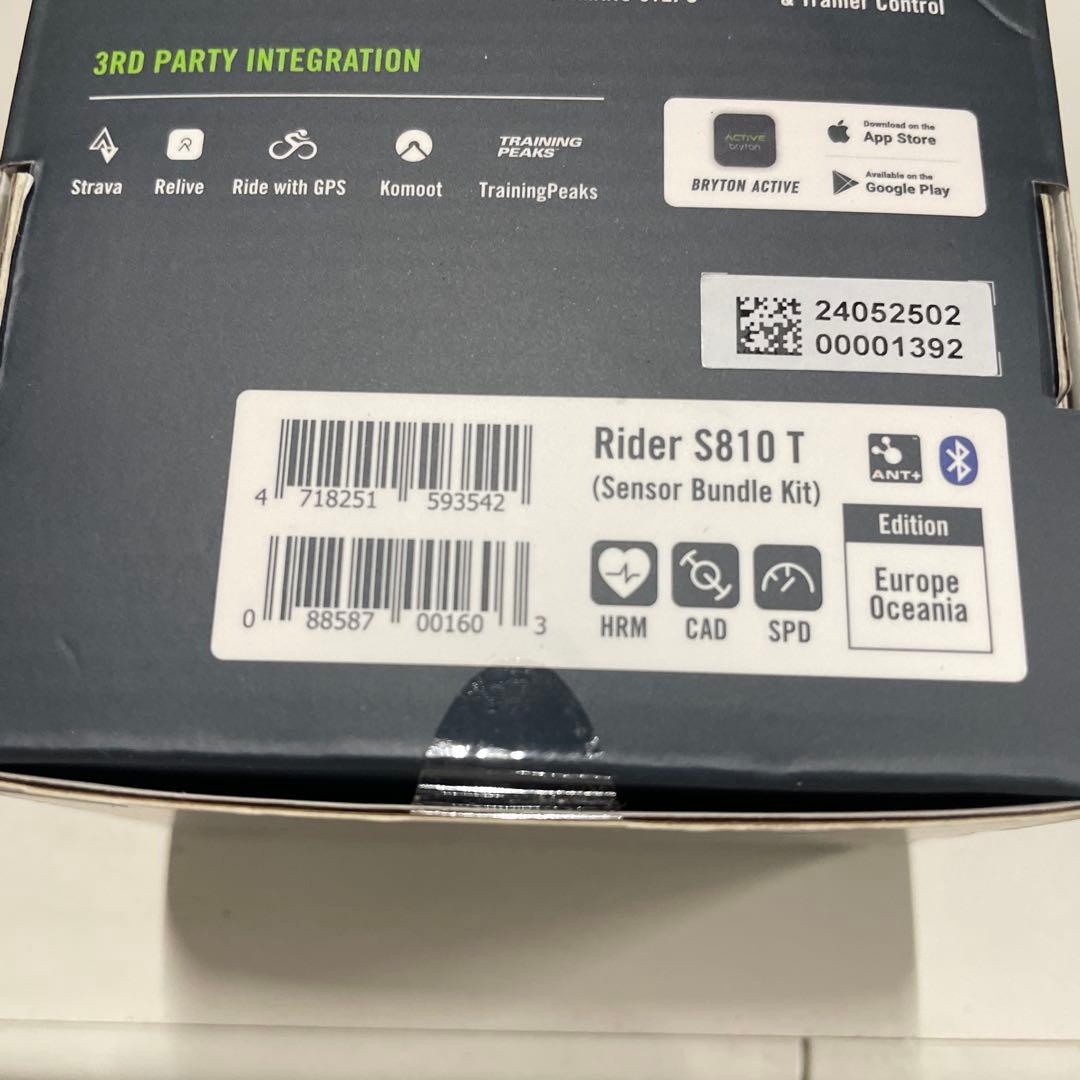 & Trainer Control
3RD PARTY INTEGRATION
Strava Relive Ride with GPS Komoot TRAINING PEAKS TrainingPeaks
ACTIVE
bryton
BRYTON ACTIVE
Download on the
App Store
Available on the
Google Play
24052502
00001392
4 718251 593542
0 88587 00160 3
Rider S810 T
(Sensor Bundle Kit)
HRM CAD SPD
ANT+
Edition
Europe
Oceania